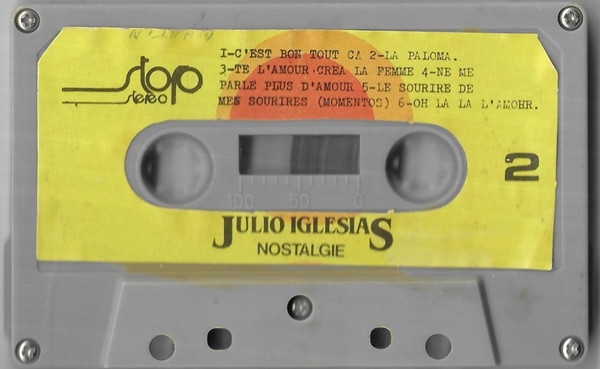 1-C'EST BON TOUT CA 2-LA PALOMA.
3-TE L'AMOUR CREA LA FEMME 4-NE ME
PARLE PLUS D'AMOUR 5-LE SOURIRE DE
MES SOURIRES (MOMENTOS) 6-OH LA LA L'AMOHR.
stop
stereo
2
100 50 0
JULIO IGLESIAS
NOSTALGIE